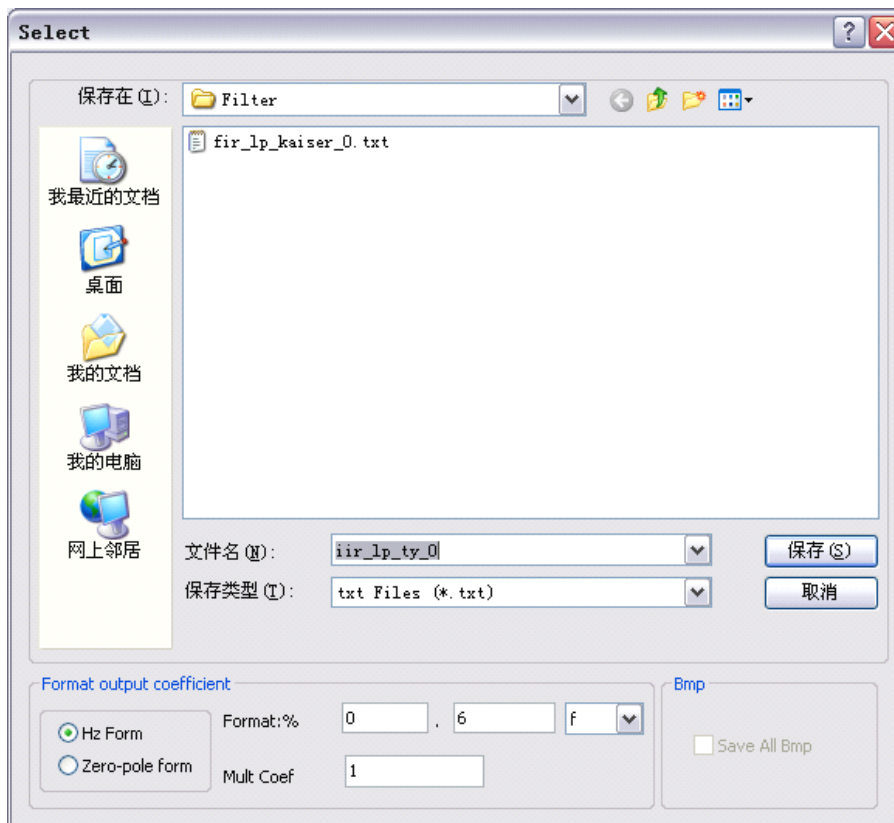 Select
保存在(I):
Filter
fir_lp_kaiser_0.txt
我最近的文档
桌面
我的文档
我的电脑
网上邻居
文件名(N):
iir_lp_ty_0
保存(S)
保存类型(T):
txt Files (*.txt)
取消
Format output coefficient
Bmp
Hz Form
Format:%
0
.
6
f
Save All Bmp
Zero-pole form
Mult Coef
1